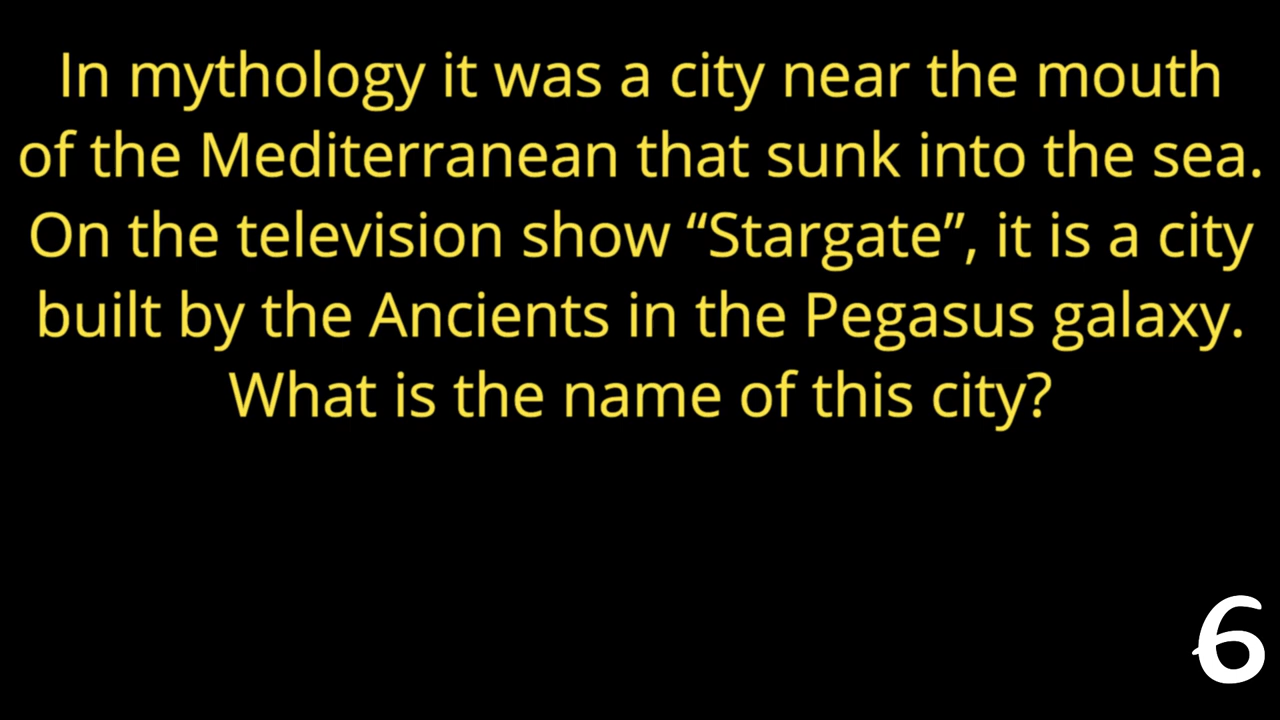 In mythology it was a city near the mouth
of the Mediterranean that sunk into the sea.
On the television show “Stargate”, it is a city
built by the Ancients in the Pegasus galaxy.
What is the name of this city?
6